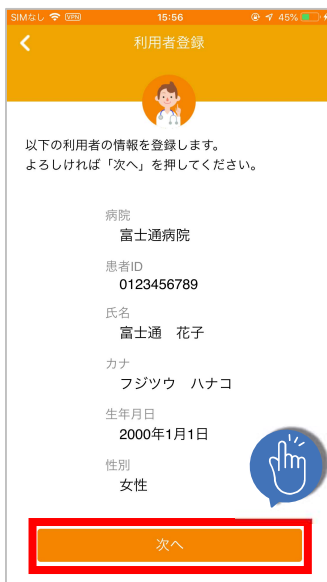 SIMなし VPN 15:56 45%
利用者登録
以下の利用者の情報を登録します。
よろしければ「次へ」を押してください。
病院
富士通病院
患者ID
0123456789
氏名
富士通　花子
カナ
フジツウ　ハナコ
生年月日
2000年1月1日
性別
女性
次へ